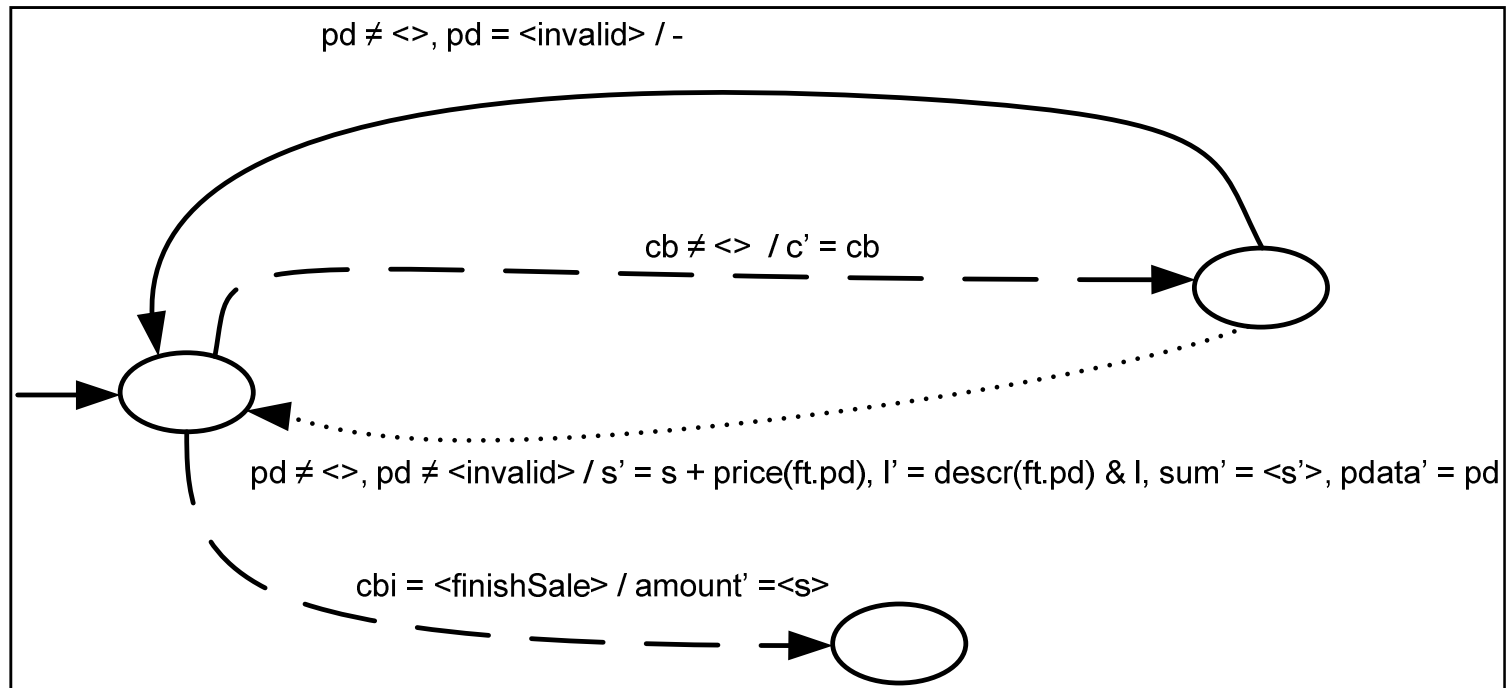 pd ≠ <>, pd = <invalid> / -
cb ≠ <> / c’ = cb
pd ≠ <>, pd ≠ <invalid> / s’ = s + price(ft.pd), l’ = descr(ft.pd) & l, sum’ = <s’>, pdata’ = pd
cbi = <finishSale> / amount’ =<s>